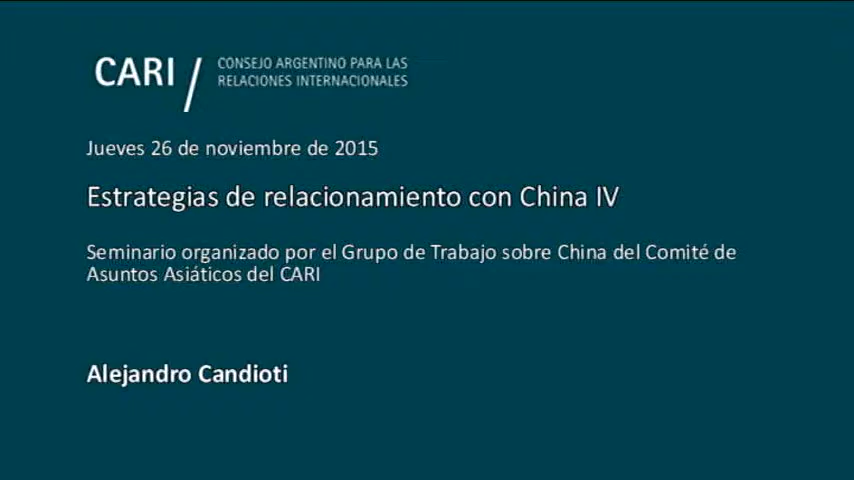 CARI /
CONSEJO ARGENTINO PARA LAS
RELACIONES INTERNACIONALES
Jueves 26 de noviembre de 2015
Estrategias de relacionamiento con China IV
Seminario organizado por el Grupo de Trabajo sobre China del Comité de
Asuntos Asiáticos del CARI
Alejandro Candioti